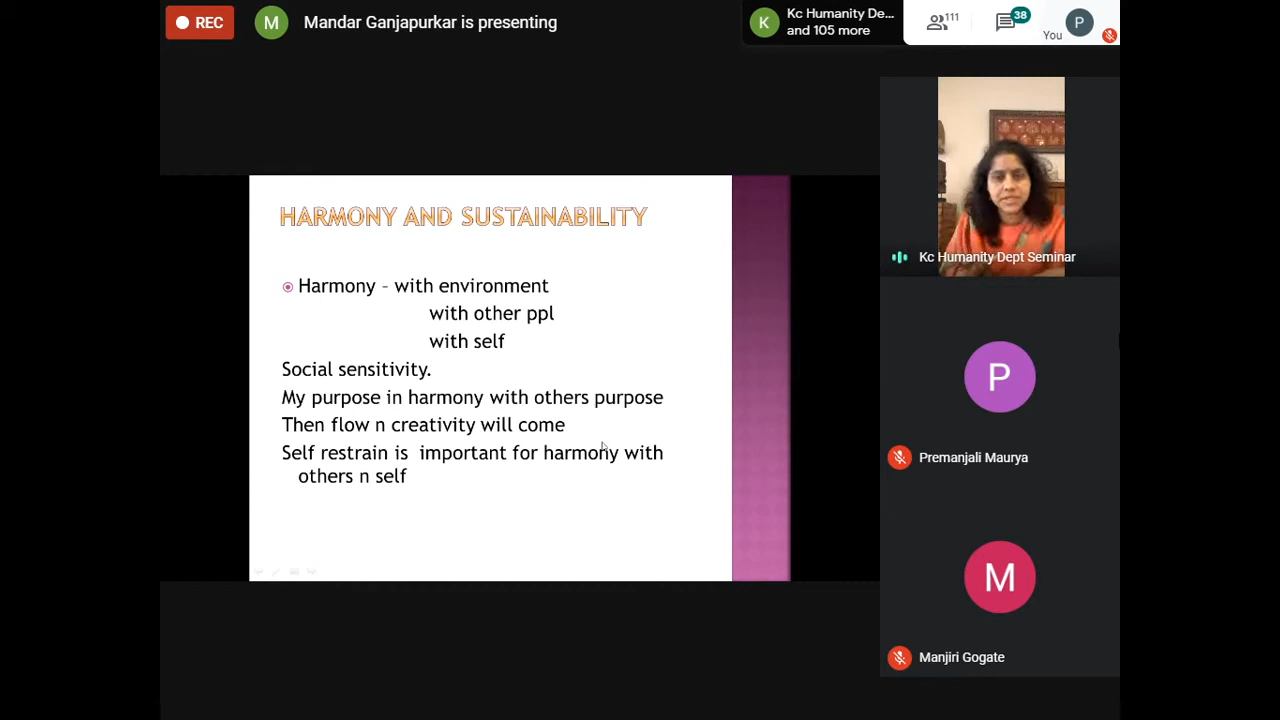 REC
M
Mandar Ganjapurkar is presenting
K
Kc Humanity De...
and 105 more
111
38
You
P
HARMONY AND SUSTAINABILITY
Harmony – with environment
with other ppl
with self
Social sensitivity.
My purpose in harmony with others purpose
Then flow n creativity will come
Self restrain is important for harmony with
others n self
Kc Humanity Dept Seminar
P
Premanjali Maurya
M
Manjiri Gogate